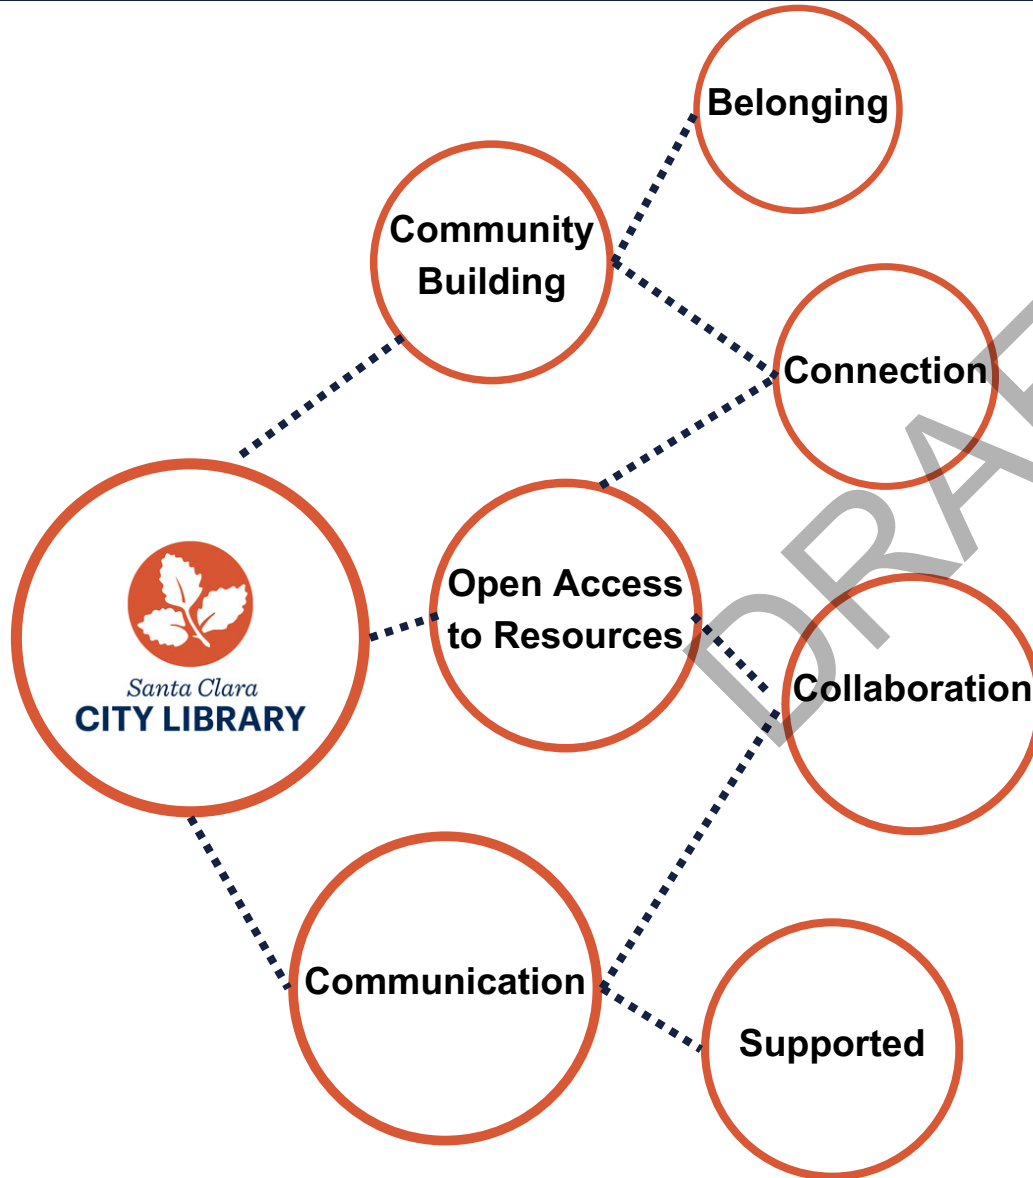 Belonging
Community
Building
Connection
Open Access
to Resources
Collaboration
Santa Clara
CITY LIBRARY
Communication
Supported